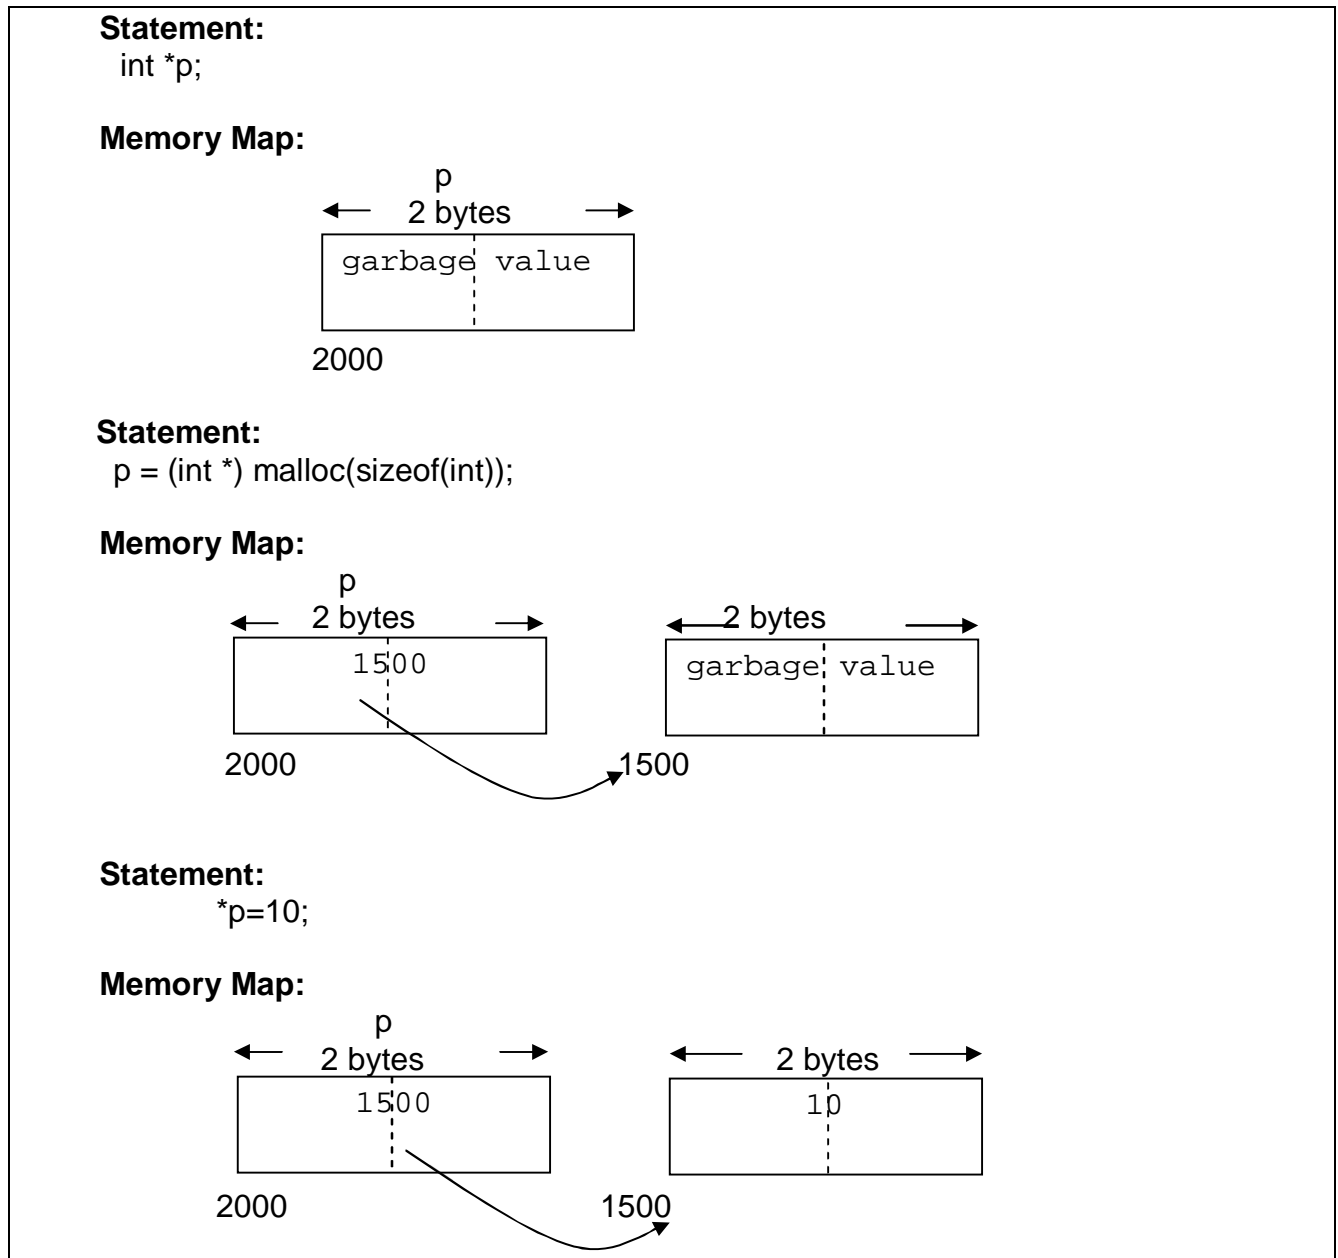 Statement:
int *p;
Memory Map:
p
2 bytes
garbage value
2000
Statement:
p = (int *) malloc(sizeof(int));
Memory Map:
p
2 bytes 2 bytes
1500 garbage value
2000 1500
Statement:
*p=10;
Memory Map:
p
2 bytes 2 bytes
1500 10
2000 1500